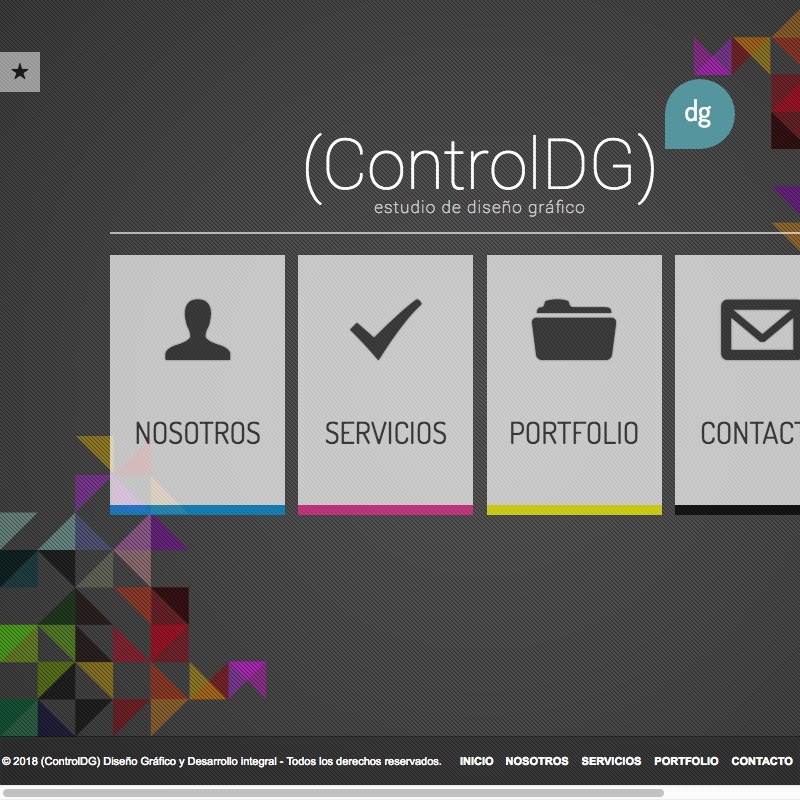 dg
(ControlDG)
estudio de diseño gráfico
NOSOTROS SERVICIOS PORTFOLIO CONTACT
© 2018 (ControlDG) Diseño Gráfico y Desarrollo integral - Todos los derechos reservados. INICIO NOSOTROS SERVICIOS PORTFOLIO CONTACTO